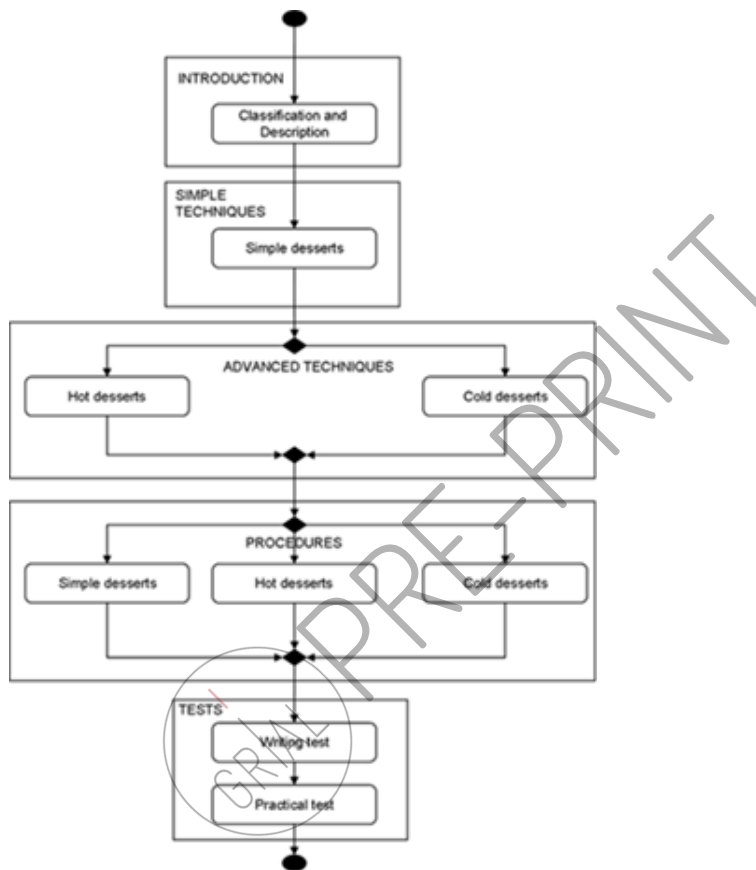 INTRODUCTION
Classification and
Description
SIMPLE
TECHNIQUES
Simple desserts
ADVANCED TECHNIQUES
Hot desserts
Cold desserts
PROCEDURES
Simple desserts
Hot desserts
Cold desserts
TESTS
Writing test
Practical test
GRIAL PRE-PRINT